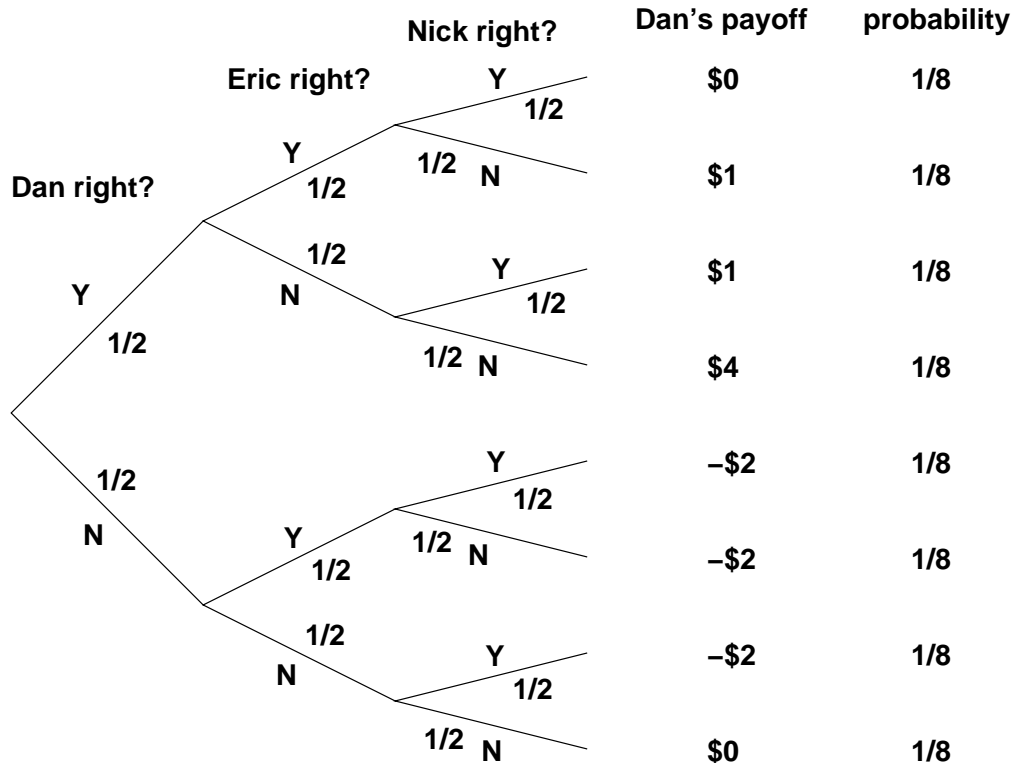 Nick right? Dan’s payoff probability
Eric right? Y $0 1/8
1/2
Y 1/2 N $1 1/8
Dan right? 1/2
1/2 Y $1 1/8
Y N 1/2
1/2 1/2 N $4 1/8
1/2 Y –$2 1/8
1/2
N Y 1/2 N –$2 1/8
1/2
1/2 Y –$2 1/8
N 1/2
1/2 N $0 1/8